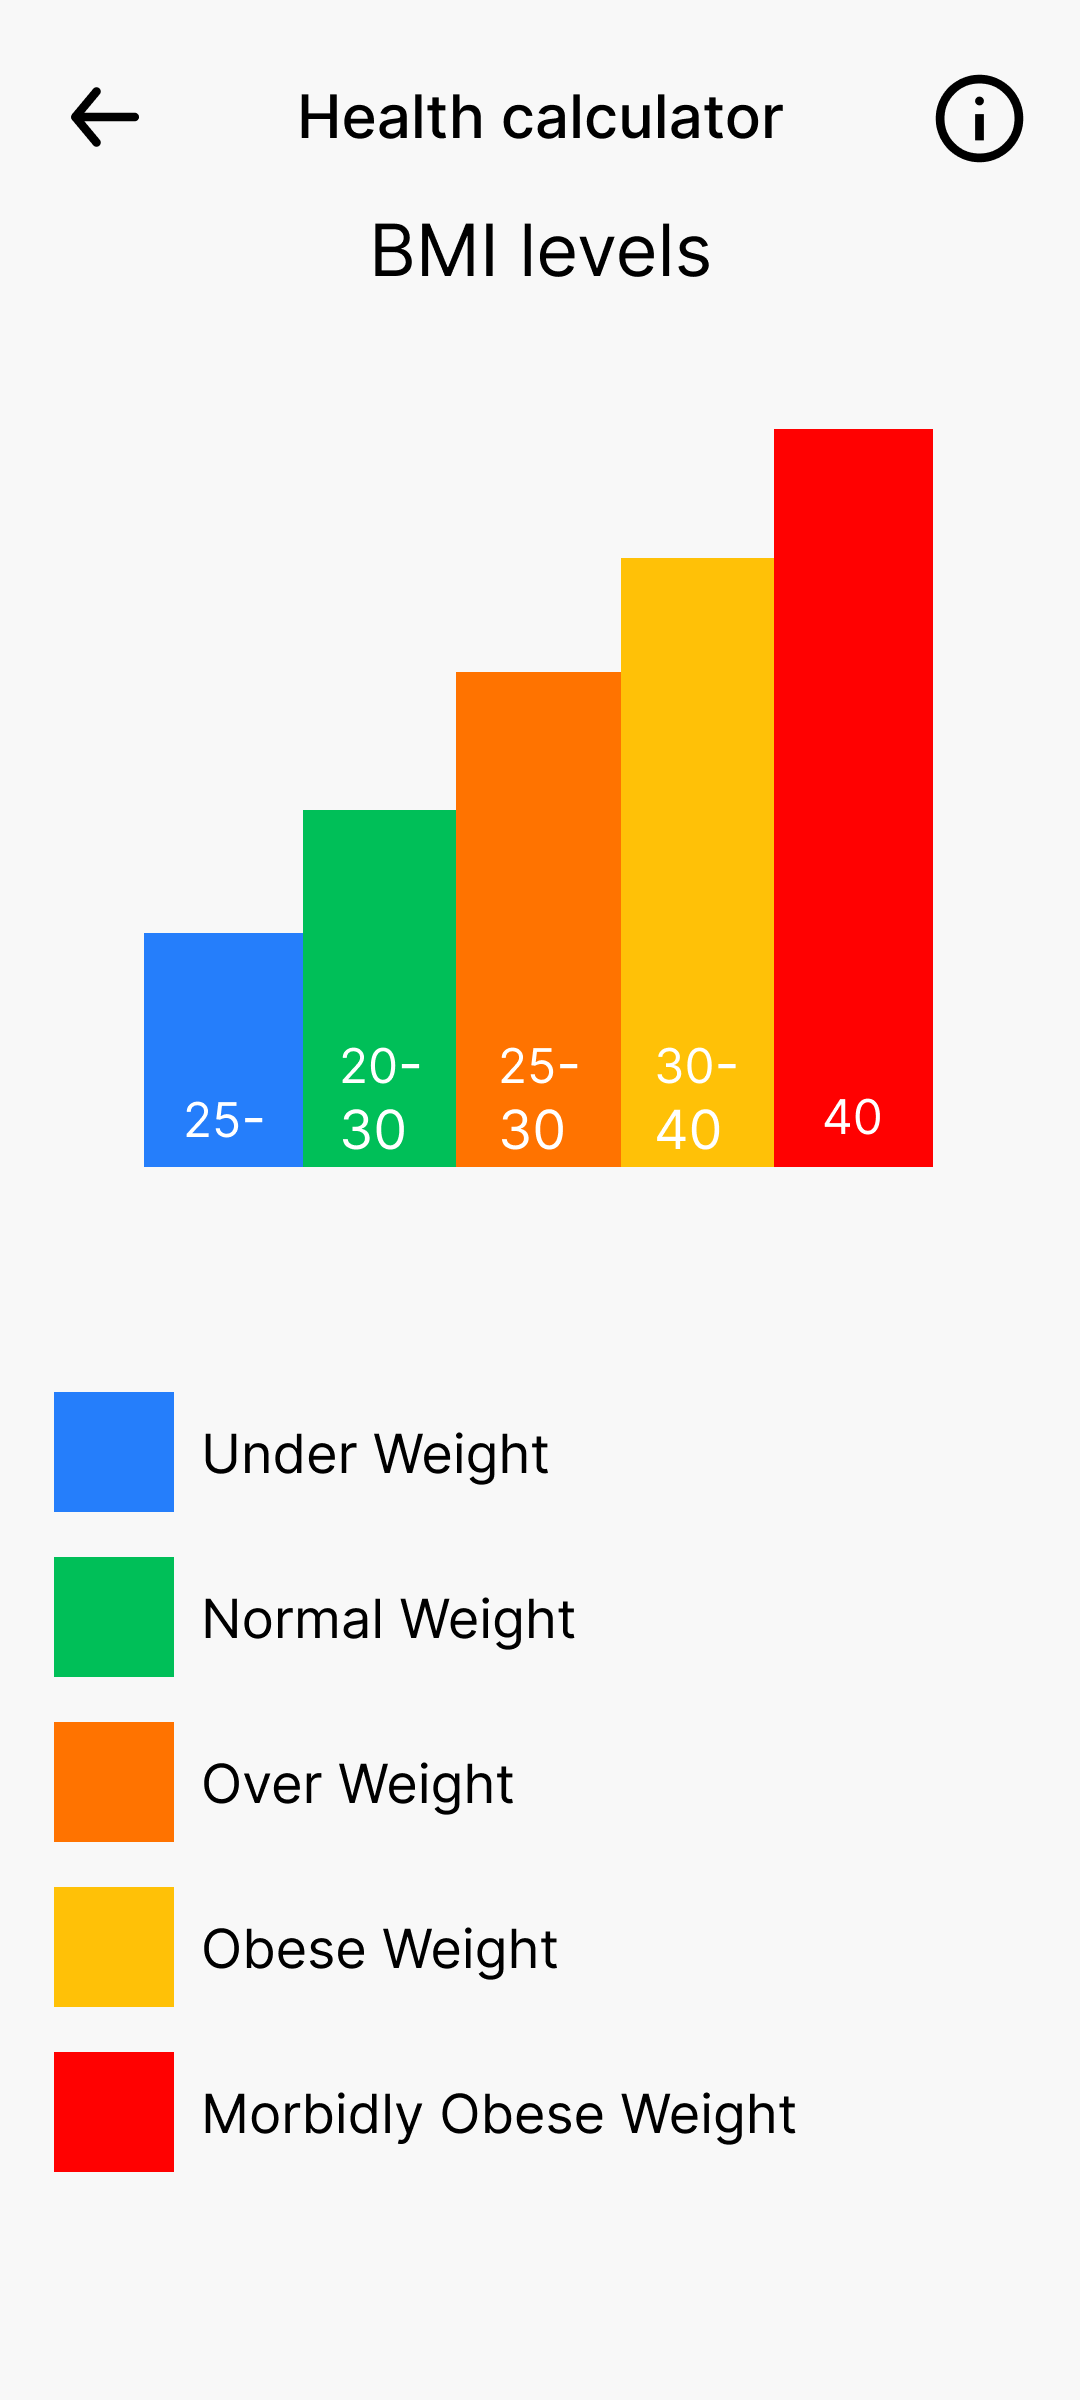 Health calculator
BMI levels
25-
20-
30
25-
30
30-
40
40
Under Weight
Normal Weight
Over Weight
Obese Weight
Morbidly Obese Weight